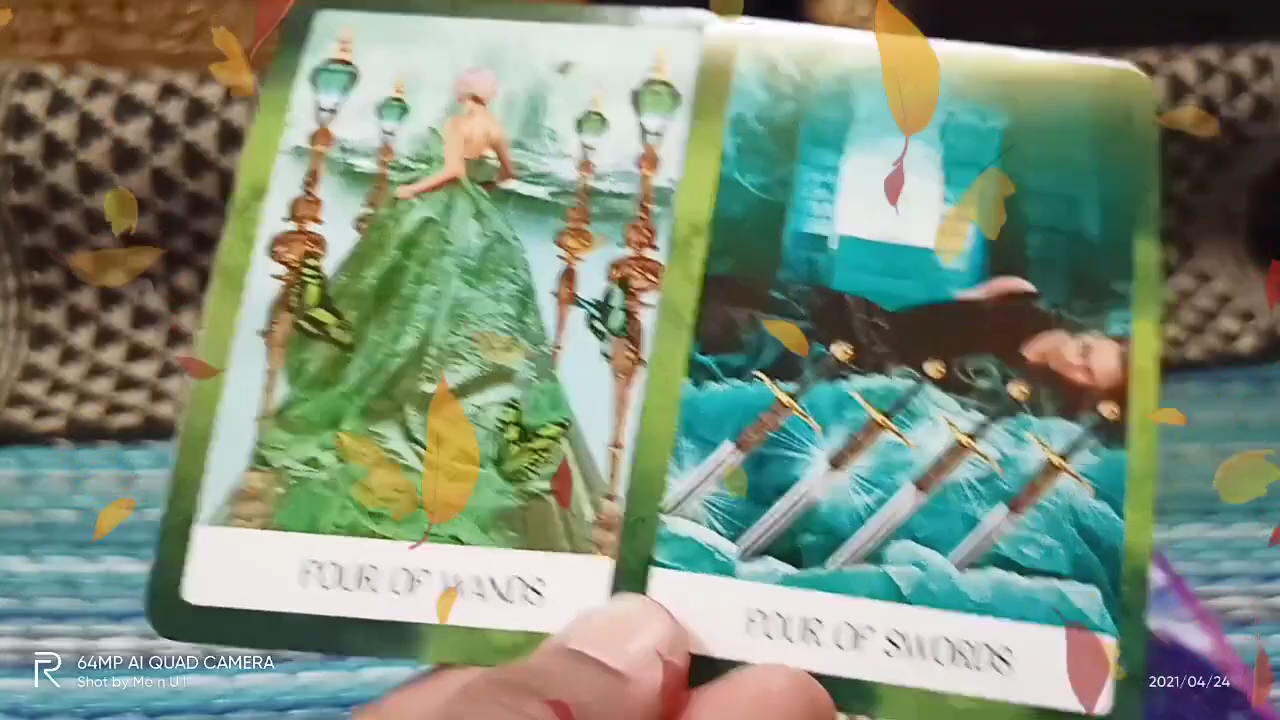 FOUR OF WANDS
FOUR OF SWORDS
R
64MP AI QUAD CAMERA
Shot by Me n U !
2021/04/24